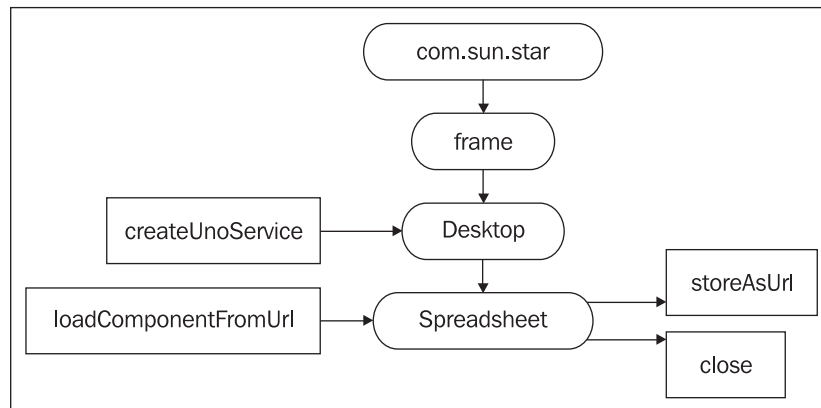 com.sun.star
frame
createUnoService
Desktop
storeAsUrl
loadComponentFromUrl
Spreadsheet
close